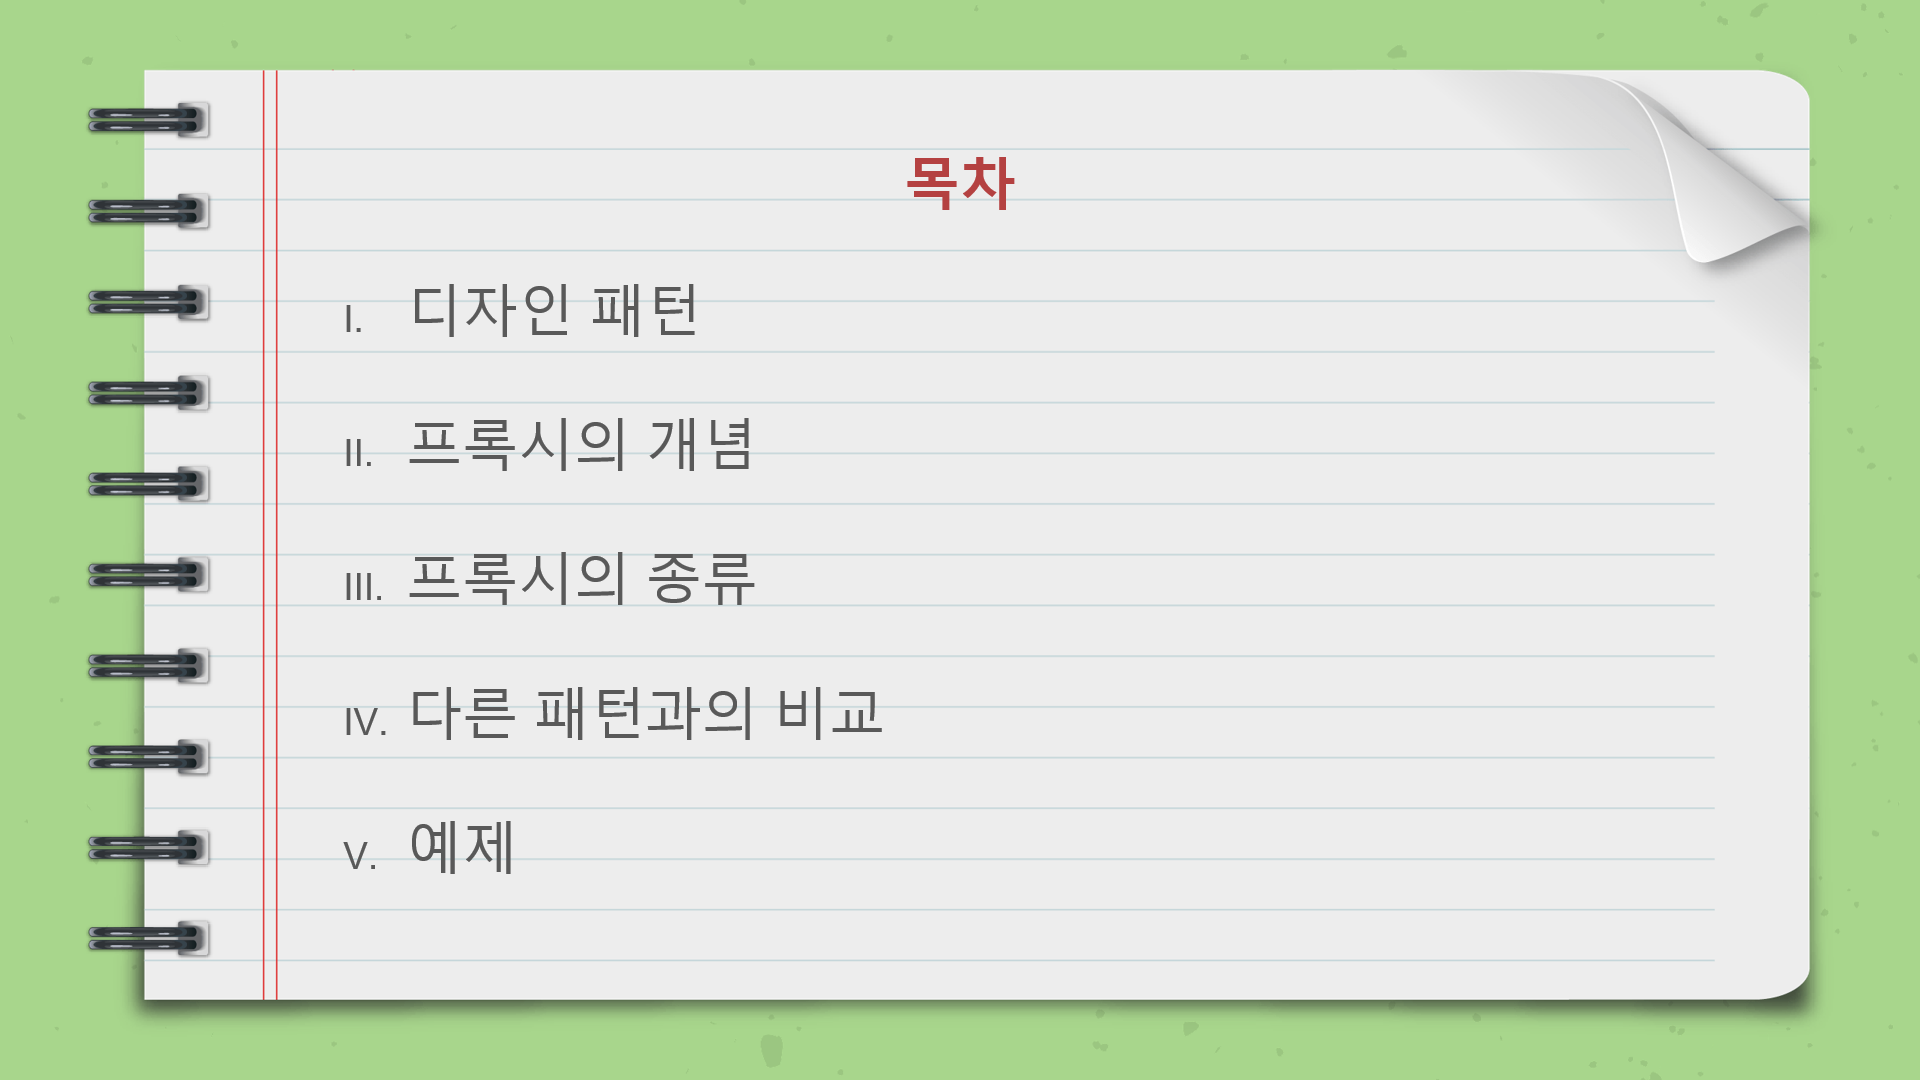 목차
I. 디자인 패턴
II. 프록시의 개념
III. 프록시의 종류
IV. 다른 패턴과의 비교
V. 예제